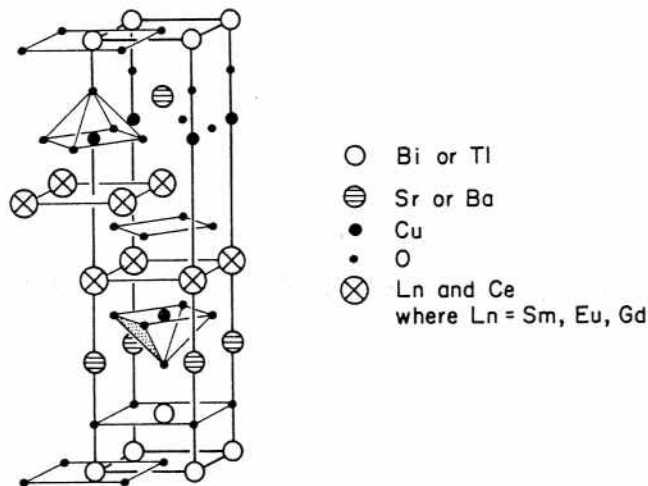 Bi or Tl
Sr or Ba
Cu
O
Ln and Ce
where Ln = Sm, Eu, Gd